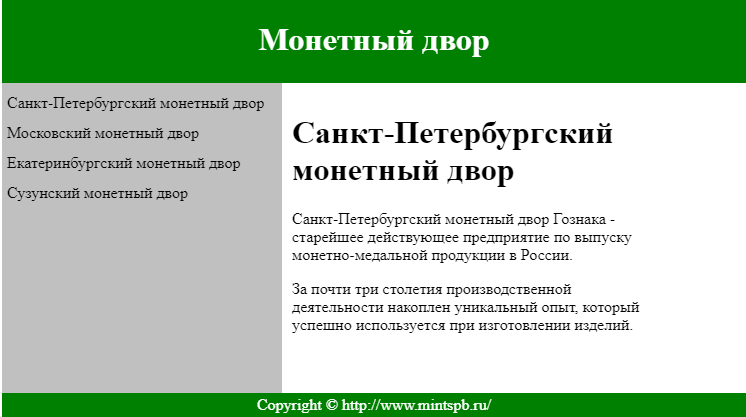 Монетный двор
Санкт-Петербургский монетный двор
Московский монетный двор
Екатеринбургский монетный двор
Сузунский монетный двор
Санкт-Петербургский
монетный двор
Санкт-Петербургский монетный двор Гознака -
старейшее действующее предприятие по выпуску
монетно-медальной продукции в России.
За почти три столетия производственной
деятельности накоплен уникальный опыт, который
успешно используется при изготовлении изделий.
Copyright © http://www.mintspb.ru/